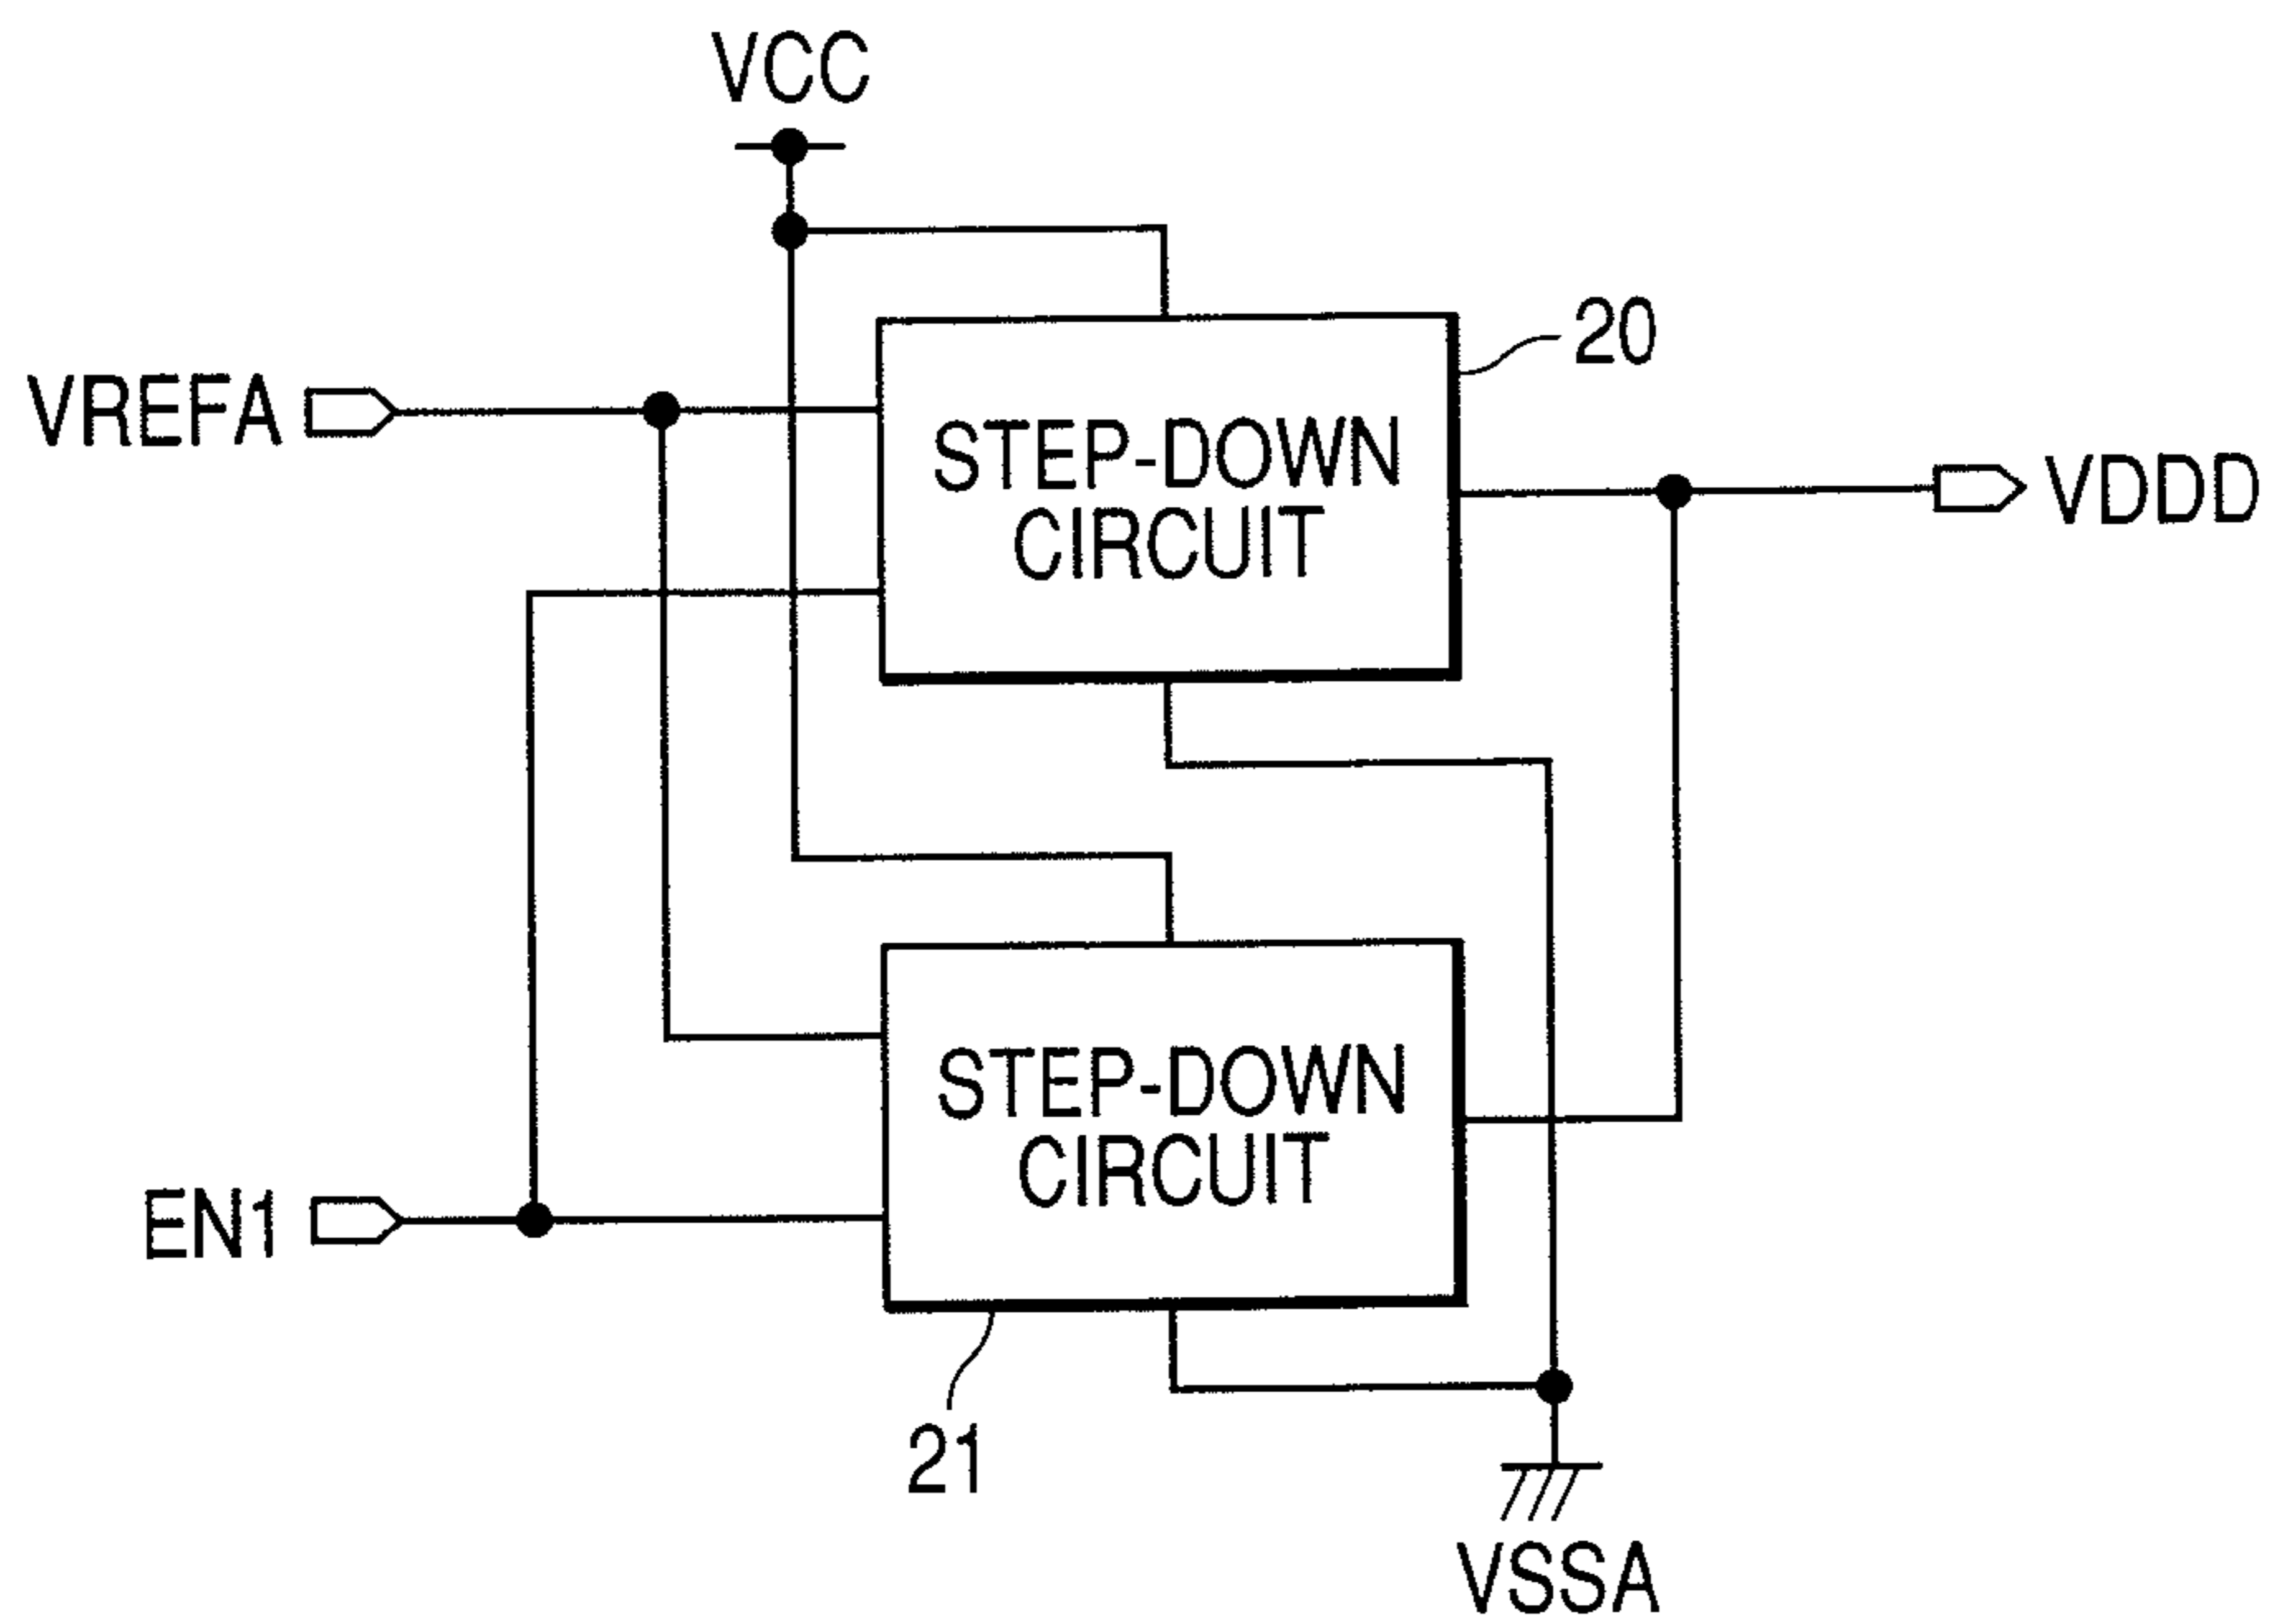 VCC
20
VREFA
STEP-DOWN
CIRCUIT
VDDD
STEP-DOWN
CIRCUIT
EN1
21
VSSA